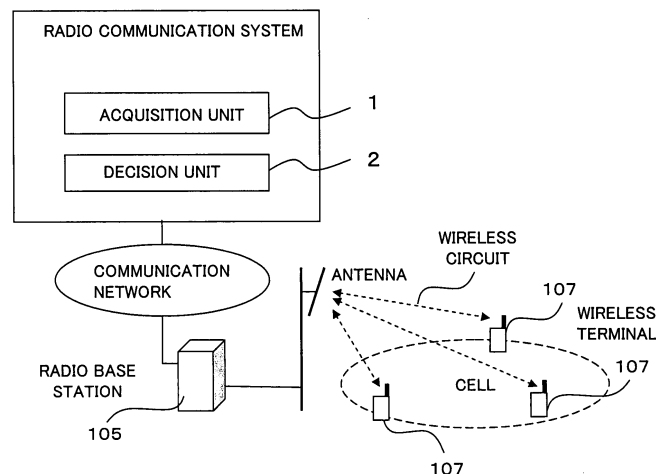 RADIO COMMUNICATION SYSTEM
ACQUISITION UNIT
1
DECISION UNIT
2
COMMUNICATION
NETWORK
ANTENNA
WIRELESS
CIRCUIT
107
WIRELESS
TERMINAL
RADIO BASE
STATION
CELL
107
105
107